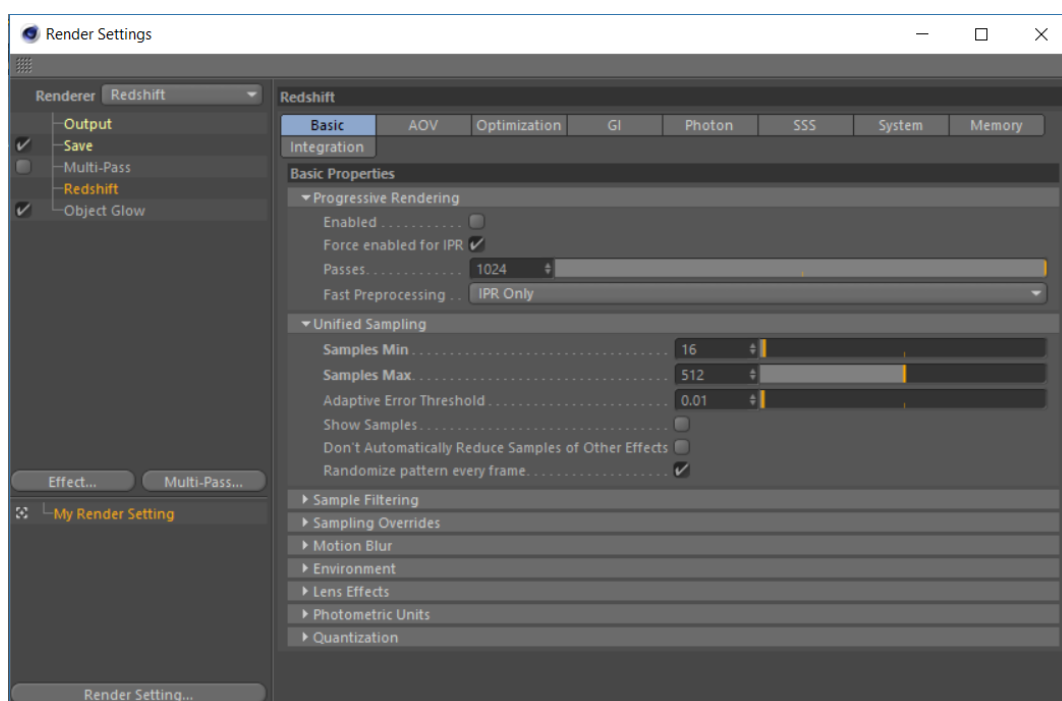 Render Settings
Renderer Redshift
Output
Save
Multi-Pass
Redshift
Object Glow
Effect... Multi-Pass...
My Render Setting
Render Setting...
Redshift
Basic AOV Optimization GI Photon SSS System Memory
Integration
Basic Properties
Progressive Rendering
Enabled . . . . . . . . . . .
Force enabled for IPR
Passes. . . . . . . . . . . . . 1024
Fast Preprocessing . . IPR Only
Unified Sampling
Samples Min . . . . . . . . . . . . . . . . . . . . . . . . . . . . . . . . . 16
Samples Max. . . . . . . . . . . . . . . . . . . . . . . . . . . . . . . . . 512
Adaptive Error Threshold . . . . . . . . . . . . . . . . . . . . . . . 0.01
Show Samples. . . . . . . . . . . . . . . . . . . . . . . . . . . . . . . .
Don't Automatically Reduce Samples of Other Effects
Randomize pattern every frame. . . . . . . . . . . . . . . . . .
Sample Filtering
Sampling Overrides
Motion Blur
Environment
Lens Effects
Photometric Units
Quantization